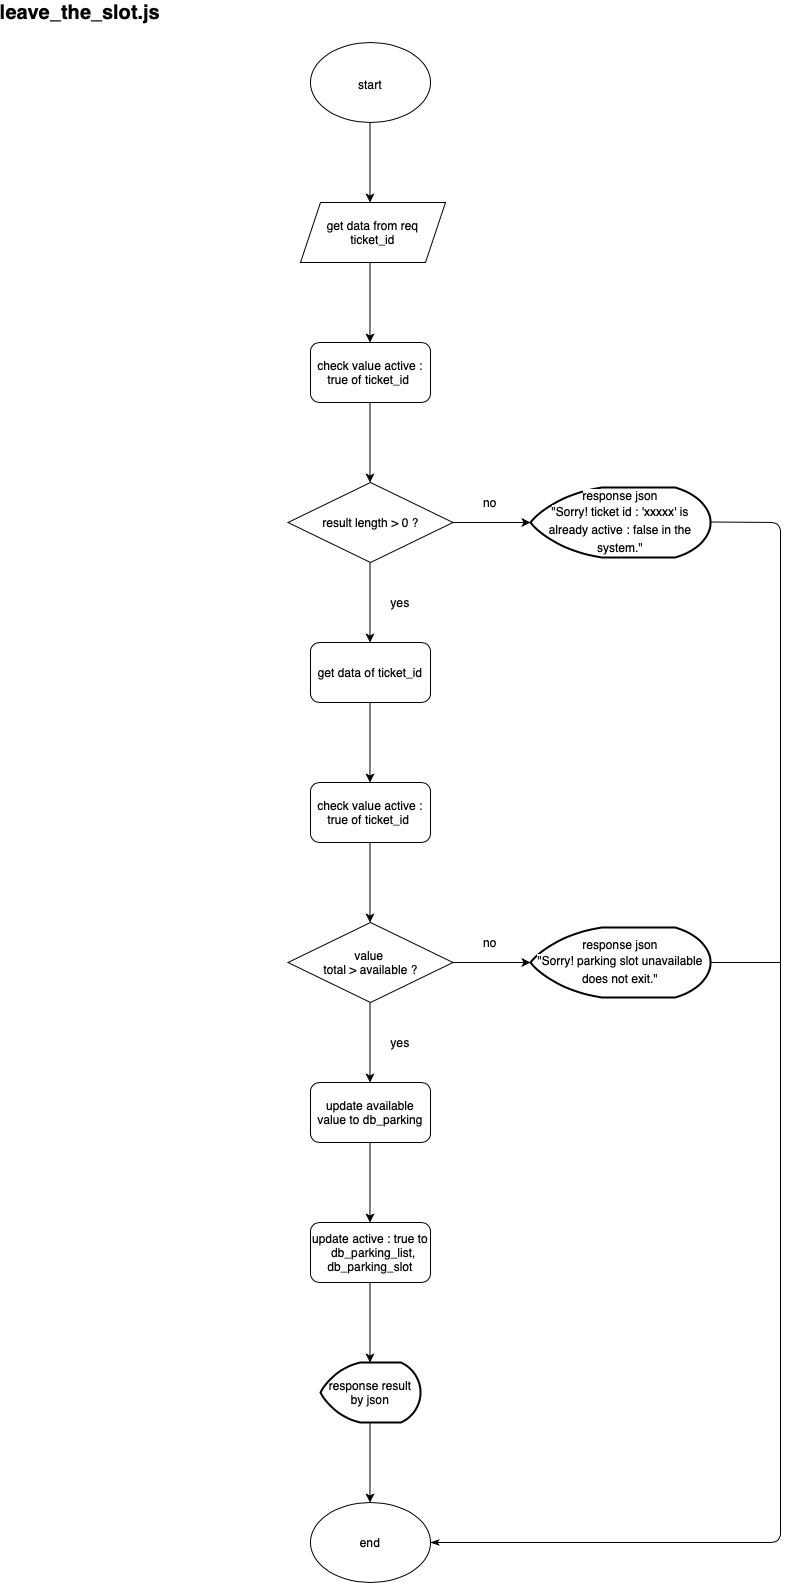 leave_the_slot.js
start
get data from req
ticket_id
check value active :
true of ticket_id
result length > 0 ?
no
response json
"Sorry! ticket id : 'xxxxx' is
already active : false in the
system."
yes
get data of ticket_id
check value active :
true of ticket_id
value
total > available ?
no
response json
"Sorry! parking slot unavailable
does not exit."
yes
update available
value to db_parking
update active : true to
db_parking_list,
db_parking_slot
response result
by json
end